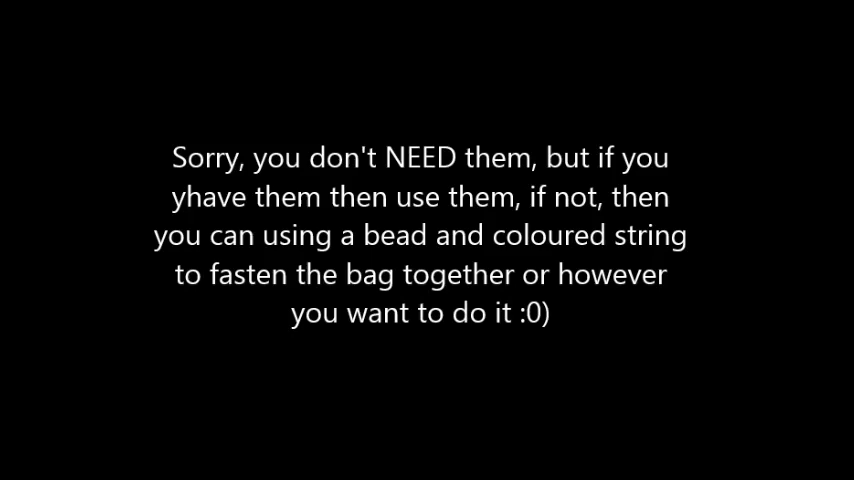 Sorry, you don't NEED them, but if you
yhave them then use them, if not, then
you can using a bead and coloured string
to fasten the bag together or however
you want to do it :0)